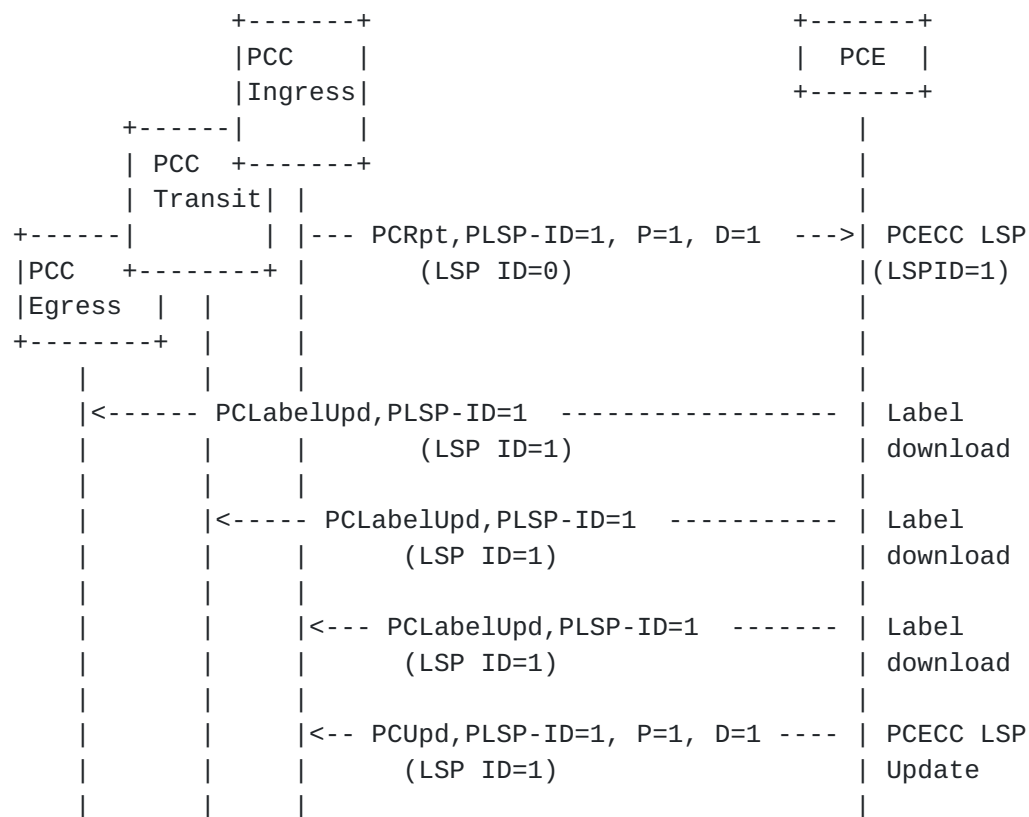 PCC
PCE
Ingress
PCC
Transit
--- PCRpt,PLSP-ID=1, P=1, D=1 ---> PCECC LSP
PCC (LSP ID=0) (LSPID=1)
Egress
<------ PCLabelUpd,PLSP-ID=1 ------------------ Label
(LSP ID=1) download
<----- PCLabelUpd,PLSP-ID=1 ----------- Label
(LSP ID=1) download
<--- PCLabelUpd,PLSP-ID=1 ------- Label
(LSP ID=1) download
<-- PCUpd,PLSP-ID=1, P=1, D=1 ---- PCECC LSP
(LSP ID=1) Update